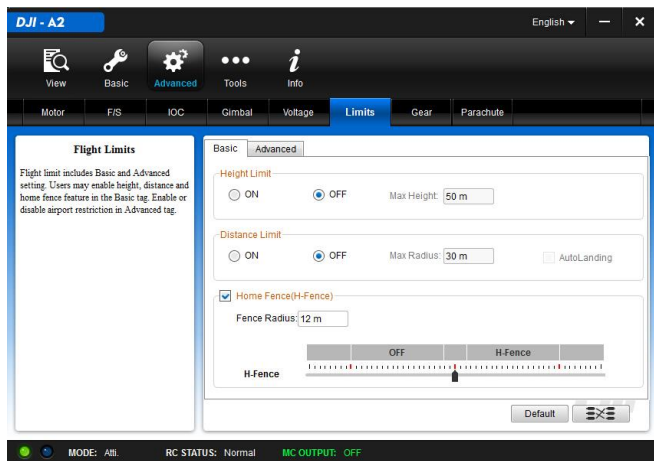 DJI - A2
English
View Basic Advanced Tools Info
Motor F/S IOC Gimbal Voltage Limits Gear Parachute
Flight Limits
Flight limit includes Basic and Advanced
setting. Users may enable height, distance and
home fence feature in the Basic tag. Enable or
disable airport restriction in Advanced tag.
Basic Advanced
Height Limit
ON OFF Max Height: 50 m
Distance Limit
ON OFF Max Radius: 30 m AutoLanding
Home Fence(H-Fence)
Fence Radius: 12 m
OFF H-Fence
H-Fence
Default
MODE: Atti. RC STATUS: Normal MC OUTPUT: OFF